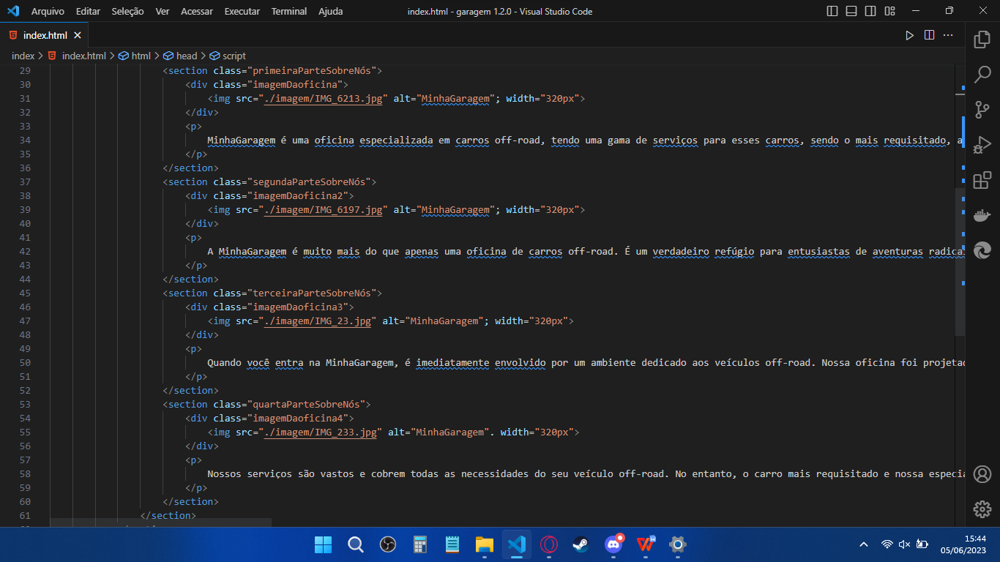 Arquivo Editar Seleção Ver Acessar Executar Terminal Ajuda index.html - garagem 1.2.0 - Visual Studio Code
index.html
index > index.html > html > head > script
29 <section class="primeiraParteSobreNós">
30 <div class="imagemDaoficina">
31 <img src="./imagem/IMG_6213.jpg" alt="MinhaGaragem"; width="320px">
32 </div>
33 <p>
34 MinhaGaragem é uma oficina especializada em carros off-road, tendo uma gama de serviços para esses carros, sendo o mais requisitado, a
35 </p>
36 </section>
37 <section class="segundaParteSobreNós">
38 <div class="imagemDaoficina2">
39 <img src="./imagem/IMG_6197.jpg" alt="MinhaGaragem"; width="320px">
40 </div>
41 <p>
42 A MinhaGaragem é muito mais do que apenas uma oficina de carros off-road. É um verdadeiro refúgio para entusiastas de aventuras radica
43 </p>
44 </section>
45 <section class="terceiraParteSobreNós">
46 <div class="imagemDaoficina3">
47 <img src="./imagem/IMG_23.jpg" alt="MinhaGaragem"; width="320px">
48 </div>
49 <p>
50 Quando você entra na MinhaGaragem, é imediatamente envolvido por um ambiente dedicado aos veículos off-road. Nossa oficina foi projetad
51 </p>
52 </section>
53 <section class="quartaParteSobreNós">
54 <div class="imagemDaoficina4">
55 <img src="./imagem/IMG_233.jpg" alt="MinhaGaragem". width="320px">
56 </div>
57 <p>
58 Nossos serviços são vastos e cobrem todas as necessidades do seu veículo off-road. No entanto, o carro mais requisitado e nossa especia
59 </p>
60 </section>
61 </section>
15:44
05/06/2023